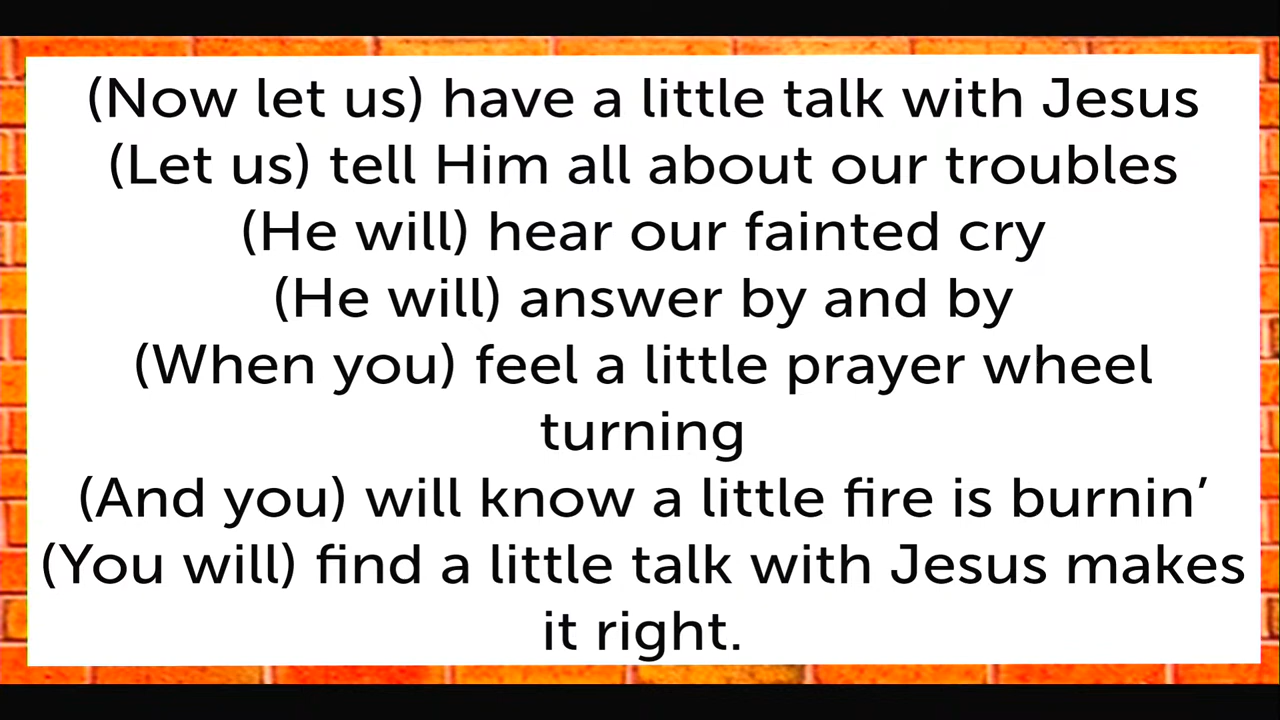 (Now let us) have a little talk with Jesus
(Let us) tell Him all about our troubles
(He will) hear our fainted cry
(He will) answer by and by
(When you) feel a little prayer wheel
turning
(And you) will know a little fire is burnin’
(You will) find a little talk with Jesus makes
it right.